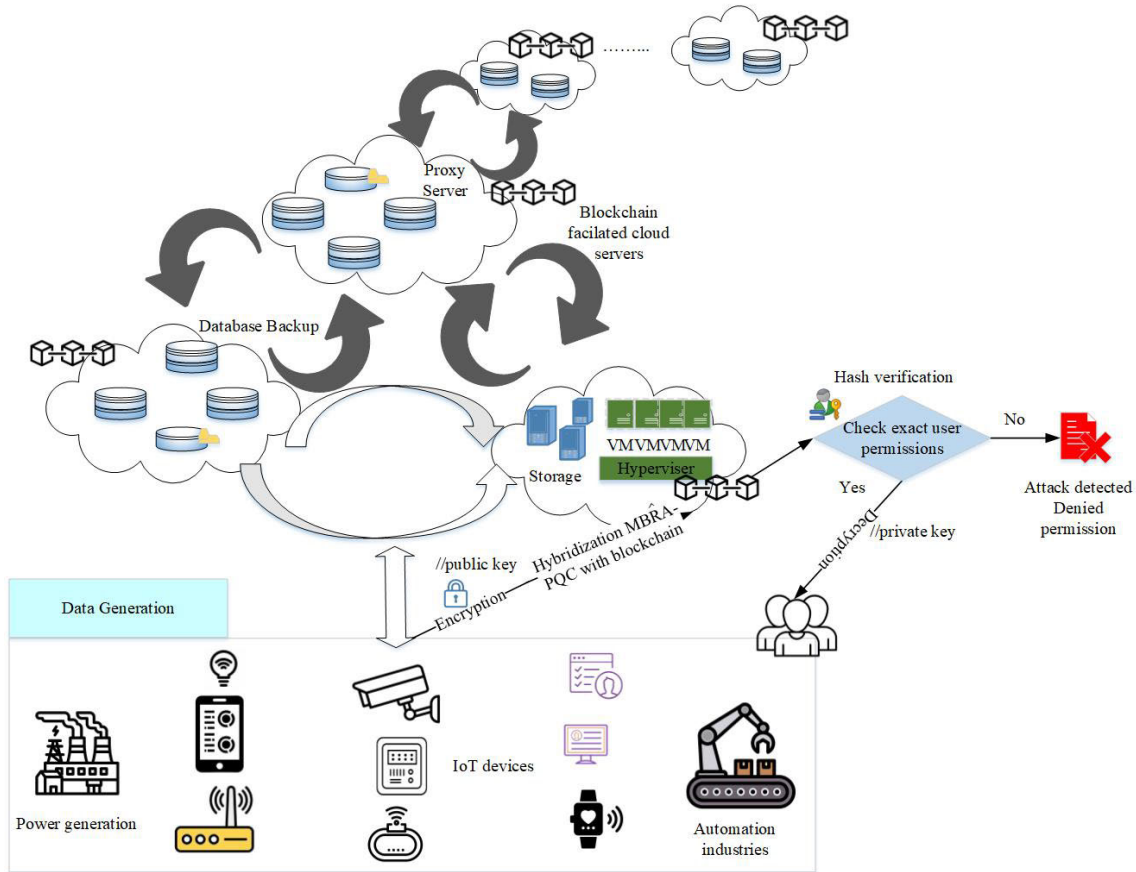 ………..
Proxy
Server
Blockchain
facilated cloud
servers
Database Backup
Hash verification
Check exact user
permissions
No
Yes
Attack detected
Denied
permission
VMVMVMVM
Hyperviser
Storage
Decryption
//private key
//public key
Encryption
Hybridization MBR̂A-
PQC with blockchain
Data Generation
IoT devices
Power generation
Automation
industries